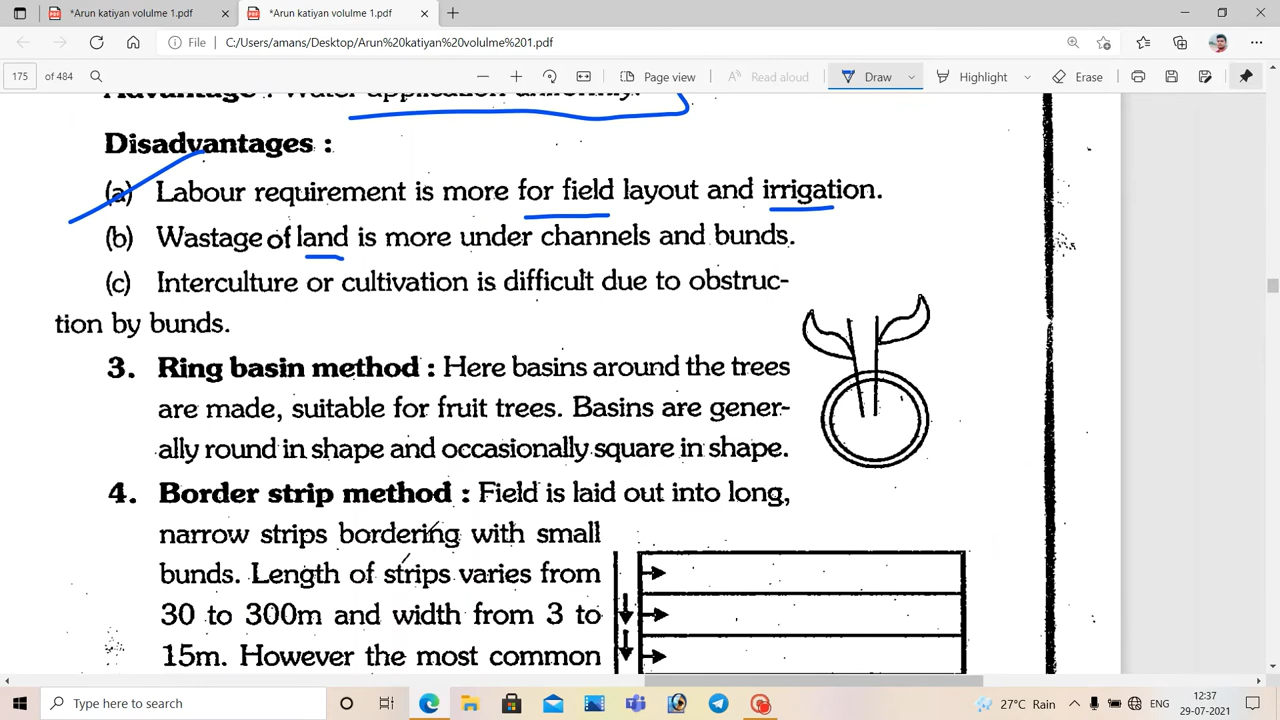 *Arun katiyan volulme 1.pdf
*Arun katiyan volulme 1.pdf
File
C:/Users/amans/Desktop/Arun%20katiyan%20volulme%201.pdf
175 of 484
Page view
Read aloud
Draw
Highlight
Erase
Advantage : Water application uniformly.
Disadvantages :
(a) Labour requirement is more for field layout and irrigation.
(b) Wastage of land is more under channels and bunds.
(c) Interculture or cultivation is difficult due to obstruc-
tion by bunds.
3. Ring basin method : Here basins around the trees
are made, suitable for fruit trees. Basins are gener-
ally round in shape and occasionally square in shape.
4. Border strip method : Field is laid out into long,
narrow strips bordering with small
bunds. Length of strips varies from
30 to 300m and width from 3 to
15m. However the most common
Type here to search
27°C Rain
ENG
12:37
29-07-2021